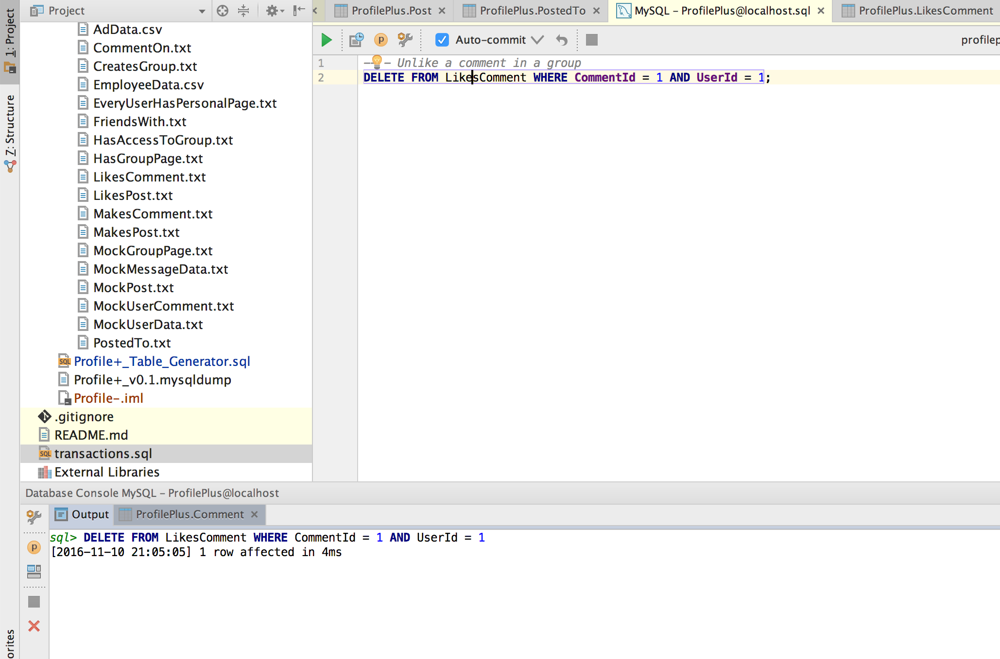 1: Project
7: Structure
orites
Project
AdData.csv
CommentOn.txt
CreatesGroup.txt
EmployeeData.csv
EveryUserHasPersonalPage.txt
FriendsWith.txt
HasAccessToGroup.txt
HasGroupPage.txt
LikesComment.txt
LikesPost.txt
MakesComment.txt
MakesPost.txt
MockGroupPage.txt
MockMessageData.txt
MockPost.txt
MockUserComment.txt
MockUserData.txt
PostedTo.txt
SQL Profile+_Table_Generator.sql
Profile+_v0.1.mysqldump
Profile-.iml
.gitignore
README.md
SQL transactions.sql
External Libraries
ProfilePlus.Post
ProfilePlus.PostedTo
MySQL – ProfilePlus@localhost.sql
ProfilePlus.LikesComment
p
Auto-commit
profilep
1 -- - Unlike a comment in a group
2 DELETE FROM LikesComment WHERE CommentId = 1 AND UserId = 1;
Database Console MySQL – ProfilePlus@localhost
Output
ProfilePlus.Comment
p
sql> DELETE FROM LikesComment WHERE CommentId = 1 AND UserId = 1
[2016-11-10 21:05:05] 1 row affected in 4ms